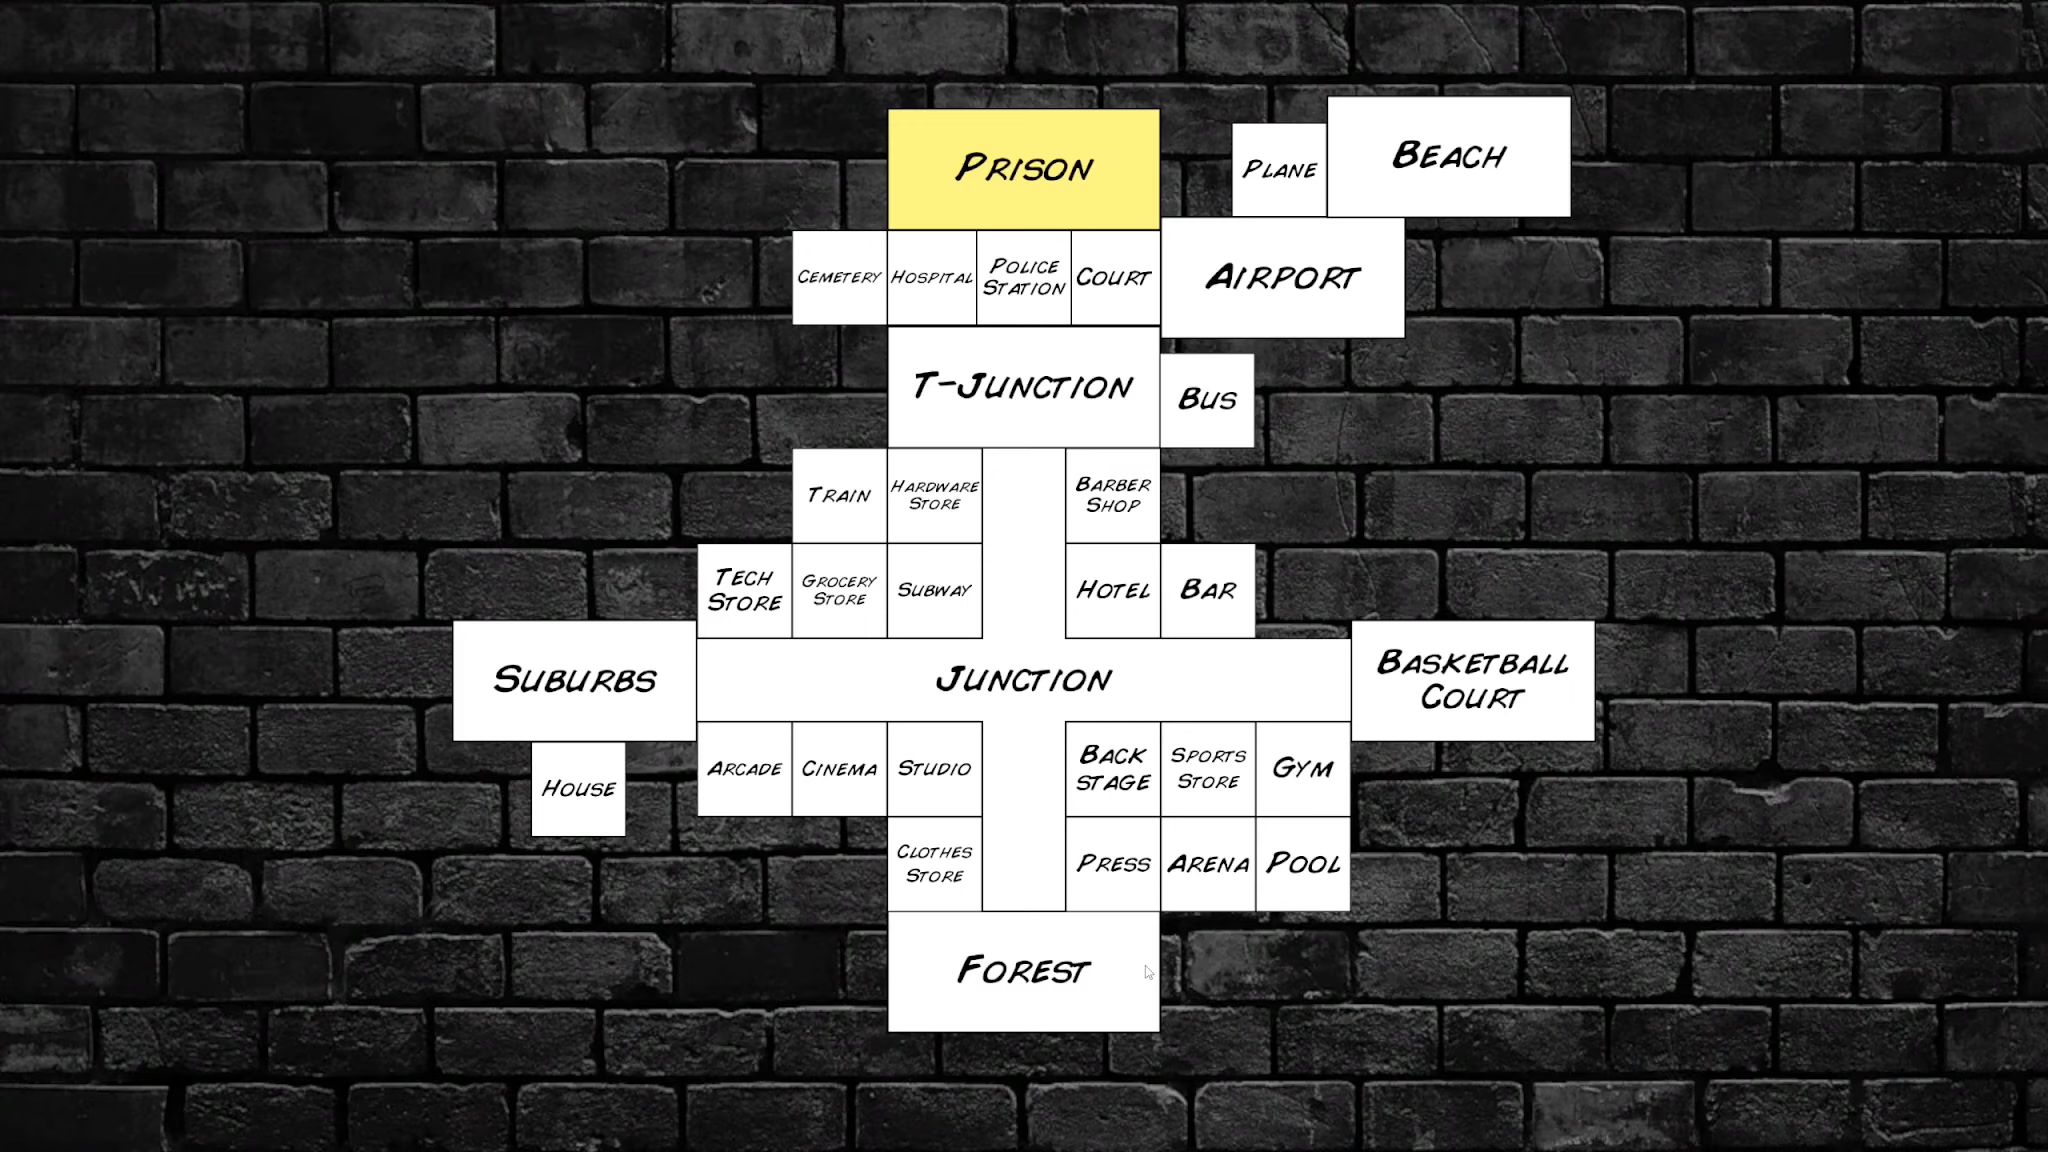 PRISON
PLANE
BEACH
CEMETERY
HOSPITAL
POLICE
STATION
COURT
AIRPORT
T-JUNCTION
BUS
TRAIN
HARDWARE
STORE
BARBER
SHOP
TECH
STORE
GROCERY
STORE
SUBWAY
HOTEL
BAR
SUBURBS
JUNCTION
BASKETBALL
COURT
HOUSE
ARCADE
CINEMA
STUDIO
BACK
STAGE
SPORTS
STORE
GYM
CLOTHES
STORE
PRESS
ARENA
POOL
FOREST